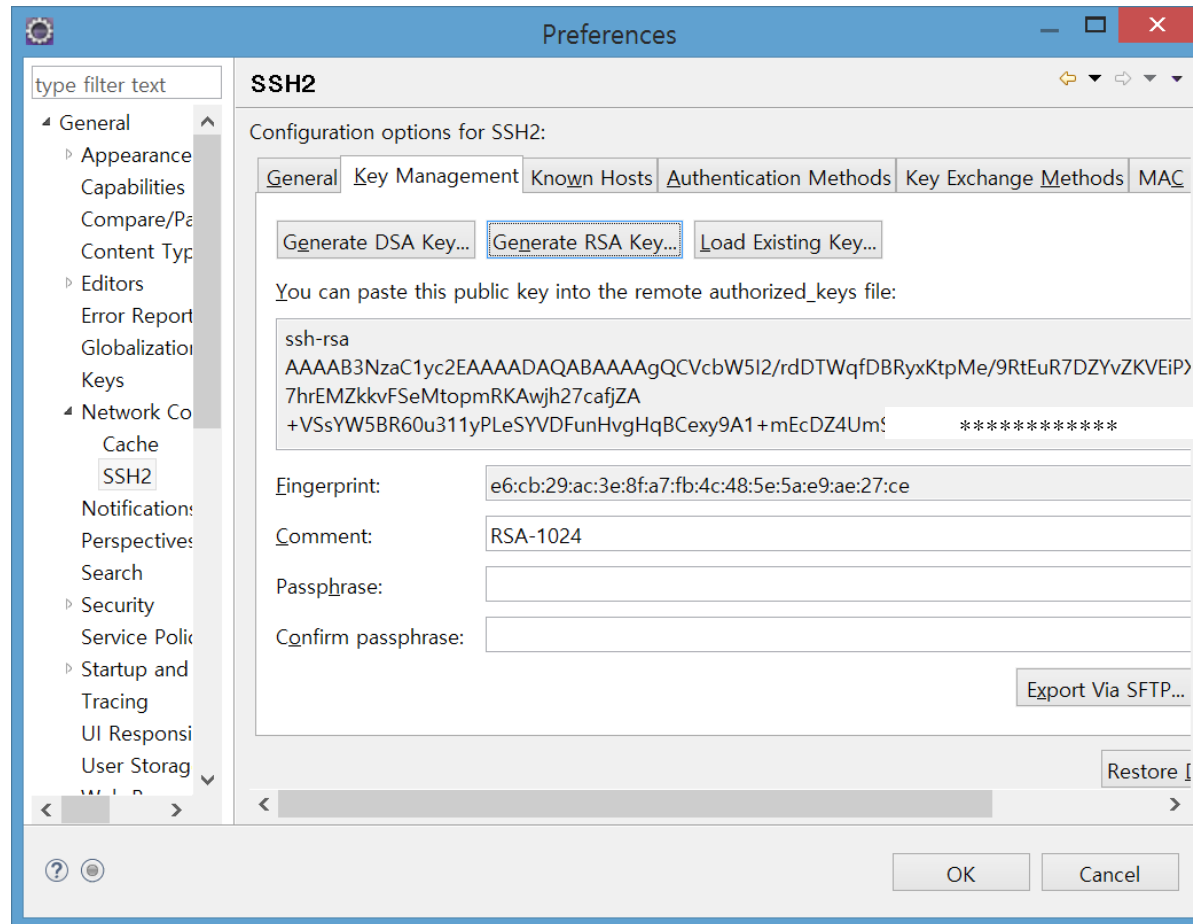 Preferences
type filter text
SSH2
General
Appearance
Capabilities
Compare/Pa
Content Typ
Editors
Error Report
Globalization
Keys
Network Co
Cache
SSH2
Notifications
Perspectives
Search
Security
Service Polic
Startup and
Tracing
UI Responsi
User Storag
Configuration options for SSH2:
General Key Management Known Hosts Authentication Methods Key Exchange Methods MAC
Generate DSA Key... Generate RSA Key... Load Existing Key...
You can paste this public key into the remote authorized_keys file:
ssh-rsa
AAAAB3NzaC1yc2EAAAADAQABAAAAgQCVcbW5I2/rdDTWqfDBRyxKtpMe/9RtEuR7DZYvZKVEiPX
7hrEMZkkvFSeMtopmRKAwjh27cafjZA
+VSsYW5BR60u311yPLeSYVDFunHvgHqBCexy9A1+mEcDZ4UmS ************
Fingerprint: e6:cb:29:ac:3e:8f:a7:fb:4c:48:5e:5a:e9:ae:27:ce
Comment: RSA-1024
Passphrase:
Confirm passphrase:
Export Via SFTP...
Restore
OK Cancel